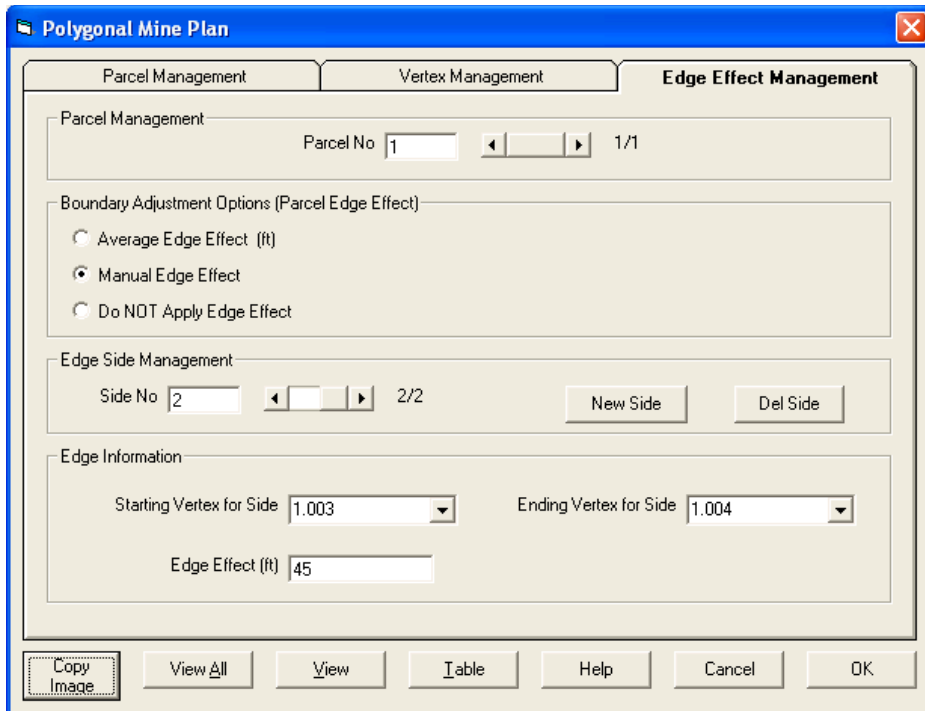 Polygonal Mine Plan
Parcel Management Vertex Management Edge Effect Management
Parcel Management
Parcel No 1 1/1
Boundary Adjustment Options (Parcel Edge Effect)
Average Edge Effect (ft)
Manual Edge Effect
Do NOT Apply Edge Effect
Edge Side Management
Side No 2 2/2 New Side Del Side
Edge Information
Starting Vertex for Side 1.003 Ending Vertex for Side 1.004
Edge Effect (ft) 45
Copy
Image
View All View Table Help Cancel OK